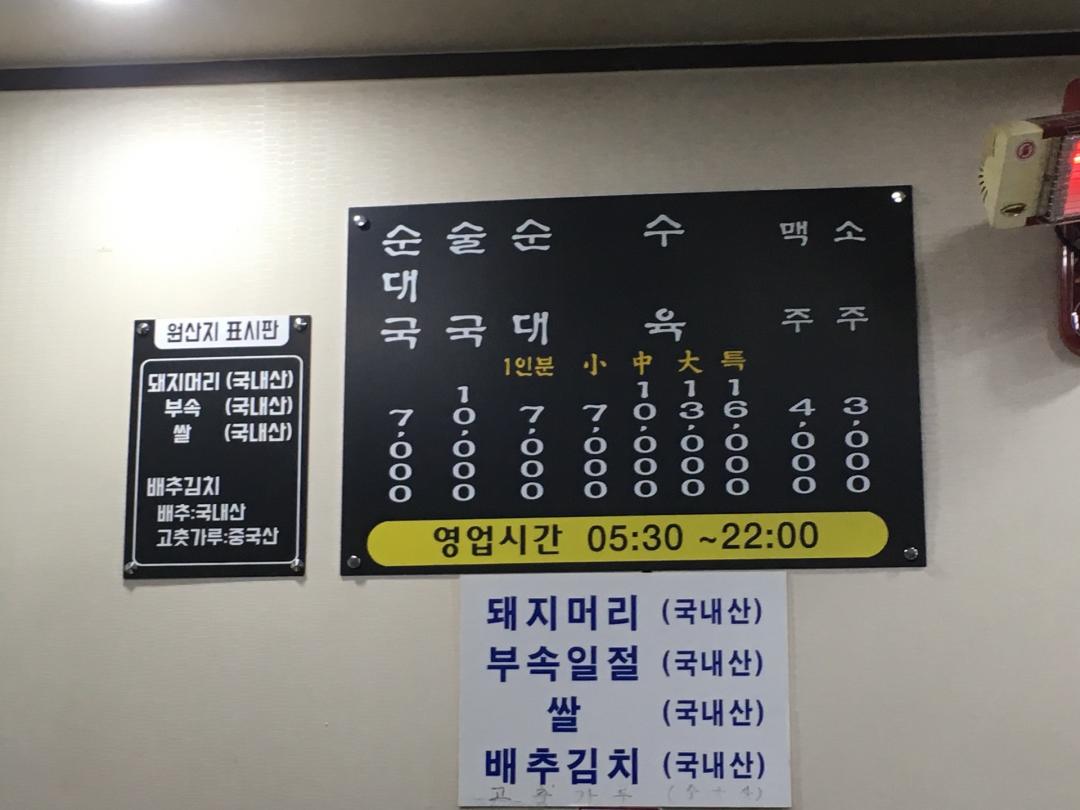 원산지 표시판
돼지머리 (국내산)
부속 (국내산)
쌀 (국내산)
배추김치
배추:국내산
고춧가루:중국산
순대국 7,000
술국 10,000
순대 1인분 7,000
수육 小 7,000 中 10,000 大 13,000 특 16,000
맥주 4,000
소주 3,000
영업시간 05:30 ~22:00
돼지머리 (국내산)
부속일절 (국내산)
쌀 (국내산)
배추김치 (국내산)